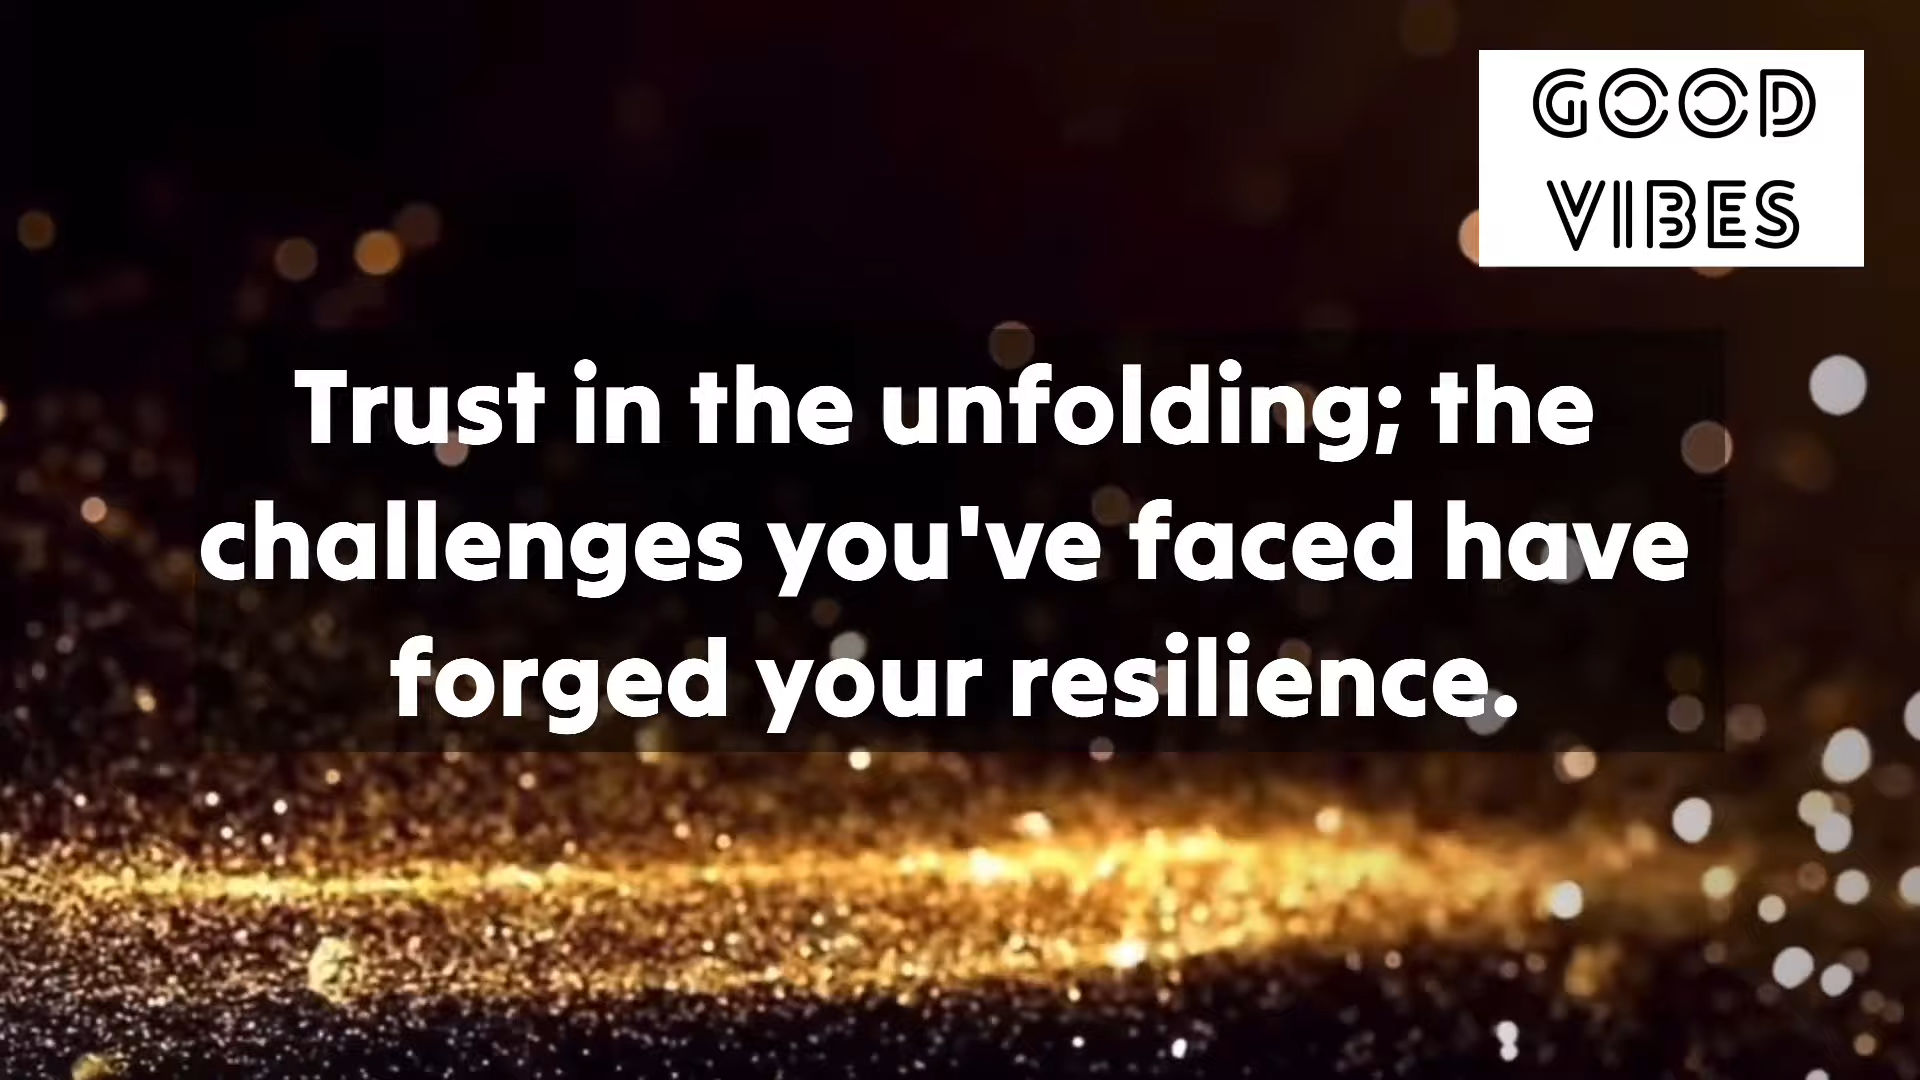 GOOD
VIBES
Trust in the unfolding; the
challenges you've faced have
forged your resilience.